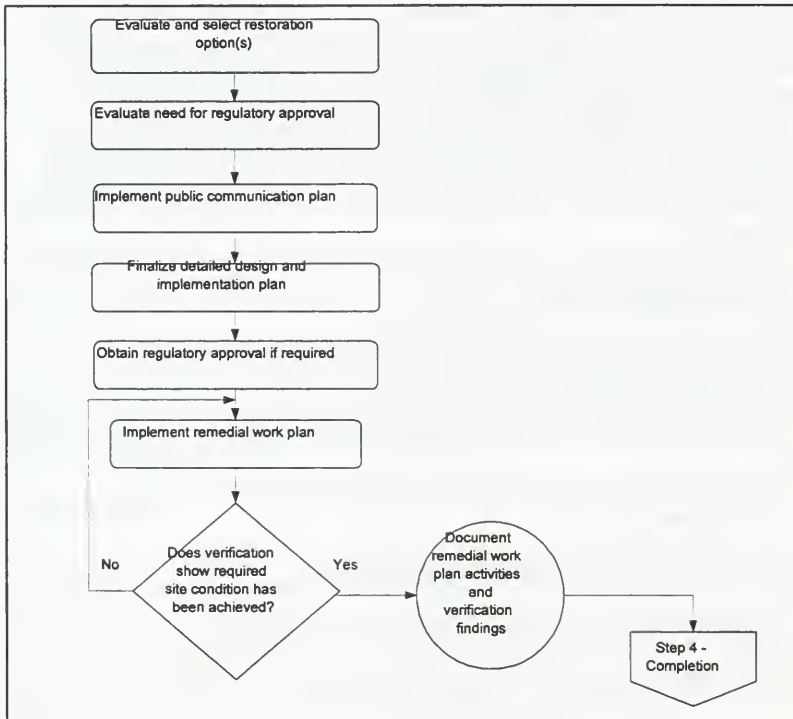 Evaluate and select restoration
option(s)
Evaluate need for regulatory approval
Implement public communication plan
Finalize detailed design and
implementation plan
Obtain regulatory approval if required
Implement remedial work plan
Does verification
show required
site condition has
been achieved?
No
Yes
Document
remedial work
plan activities
and
verification
findings
Step 4 -
Completion